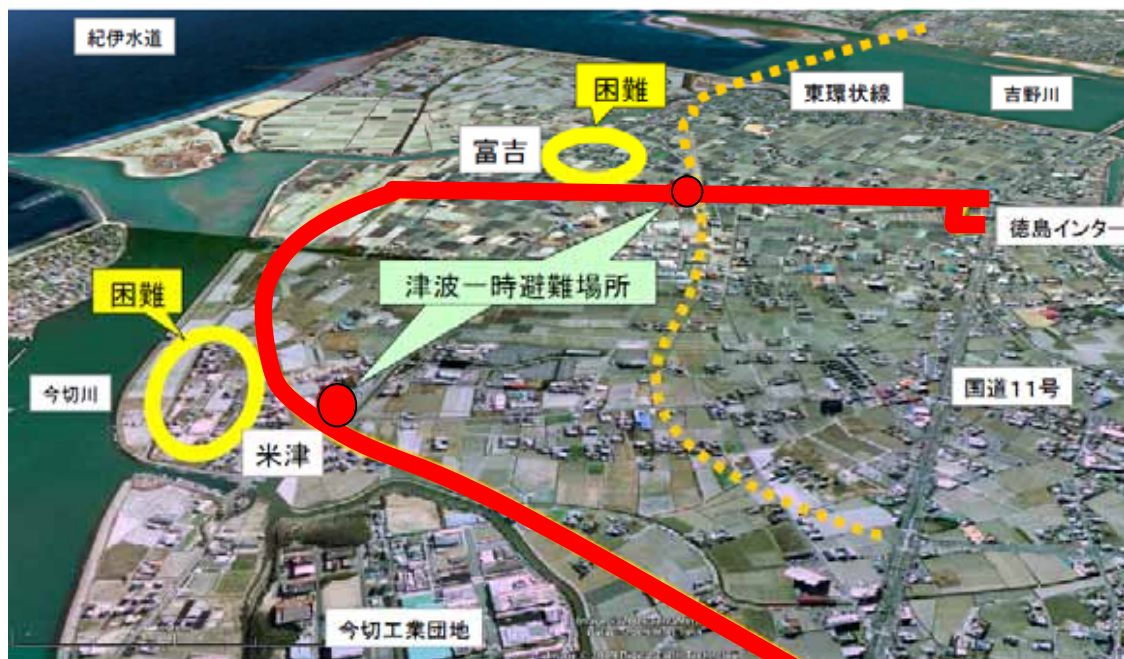 紀伊水道
困難
東環状線
吉野川
富吉
徳島インター
津波一時避難場所
困難
国道11号
今切川
米津
今切工業団地